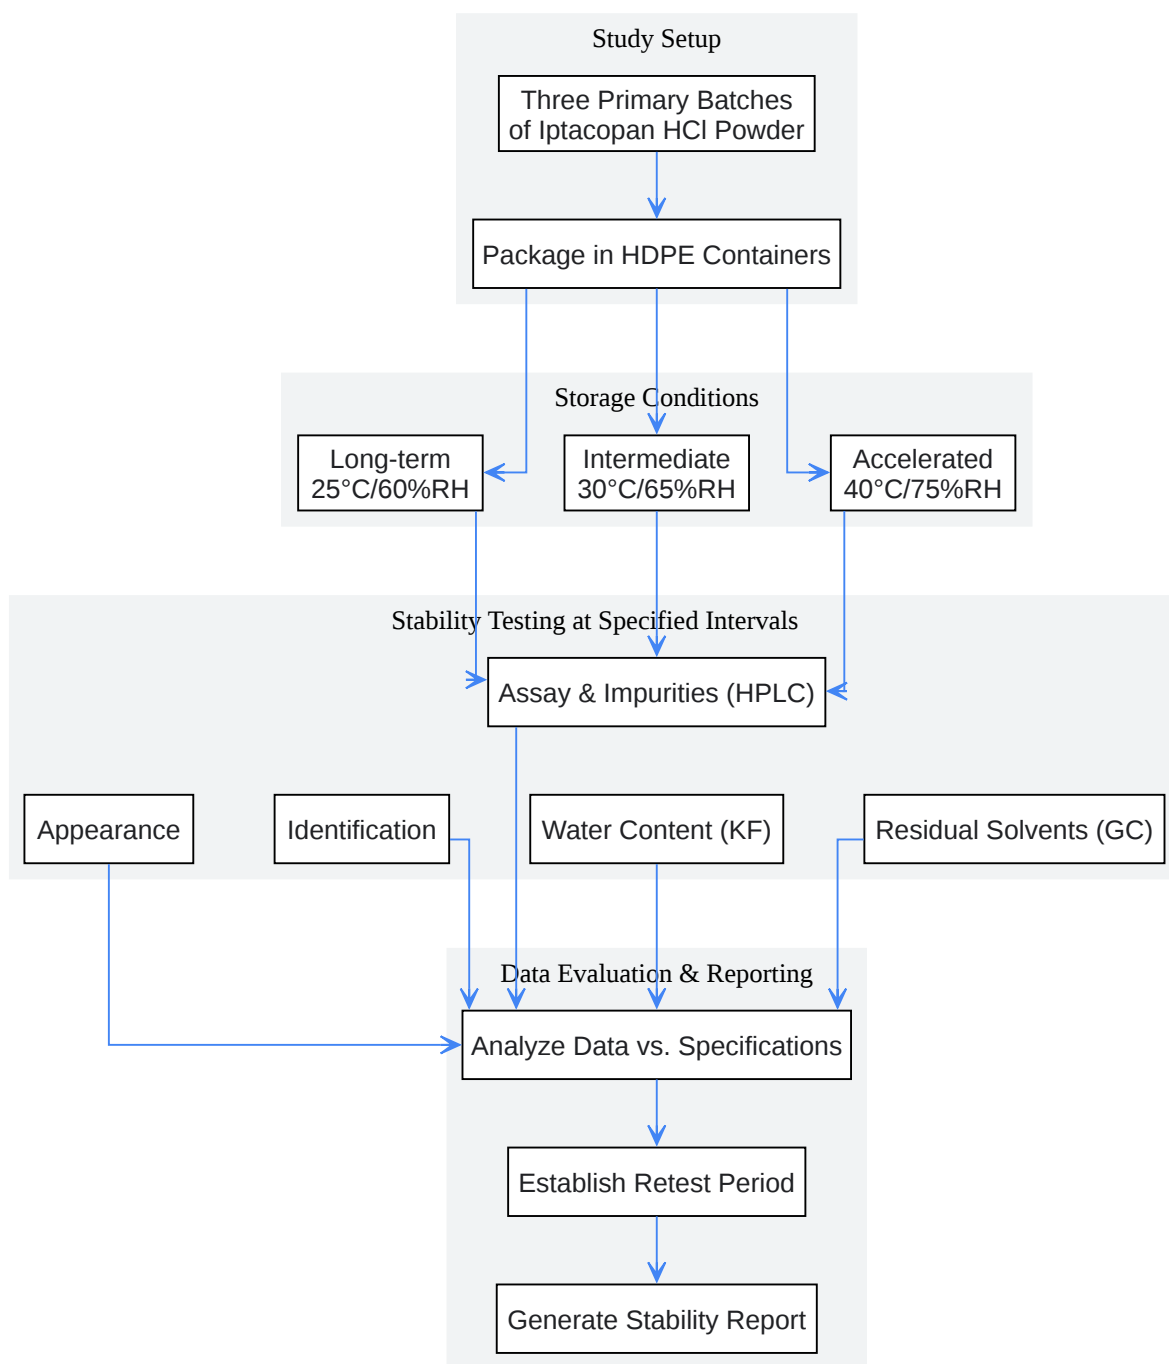 Study Setup
Three Primary Batches
of Iptacopan HCl Powder
Package in HDPE Containers
Storage Conditions
Long-term
25°C/60%RH
Intermediate
30°C/65%RH
Accelerated
40°C/75%RH
Stability Testing at Specified Intervals
Assay & Impurities (HPLC)
Appearance
Identification
Water Content (KF)
Residual Solvents (GC)
Data Evaluation & Reporting
Analyze Data vs. Specifications
Establish Retest Period
Generate Stability Report